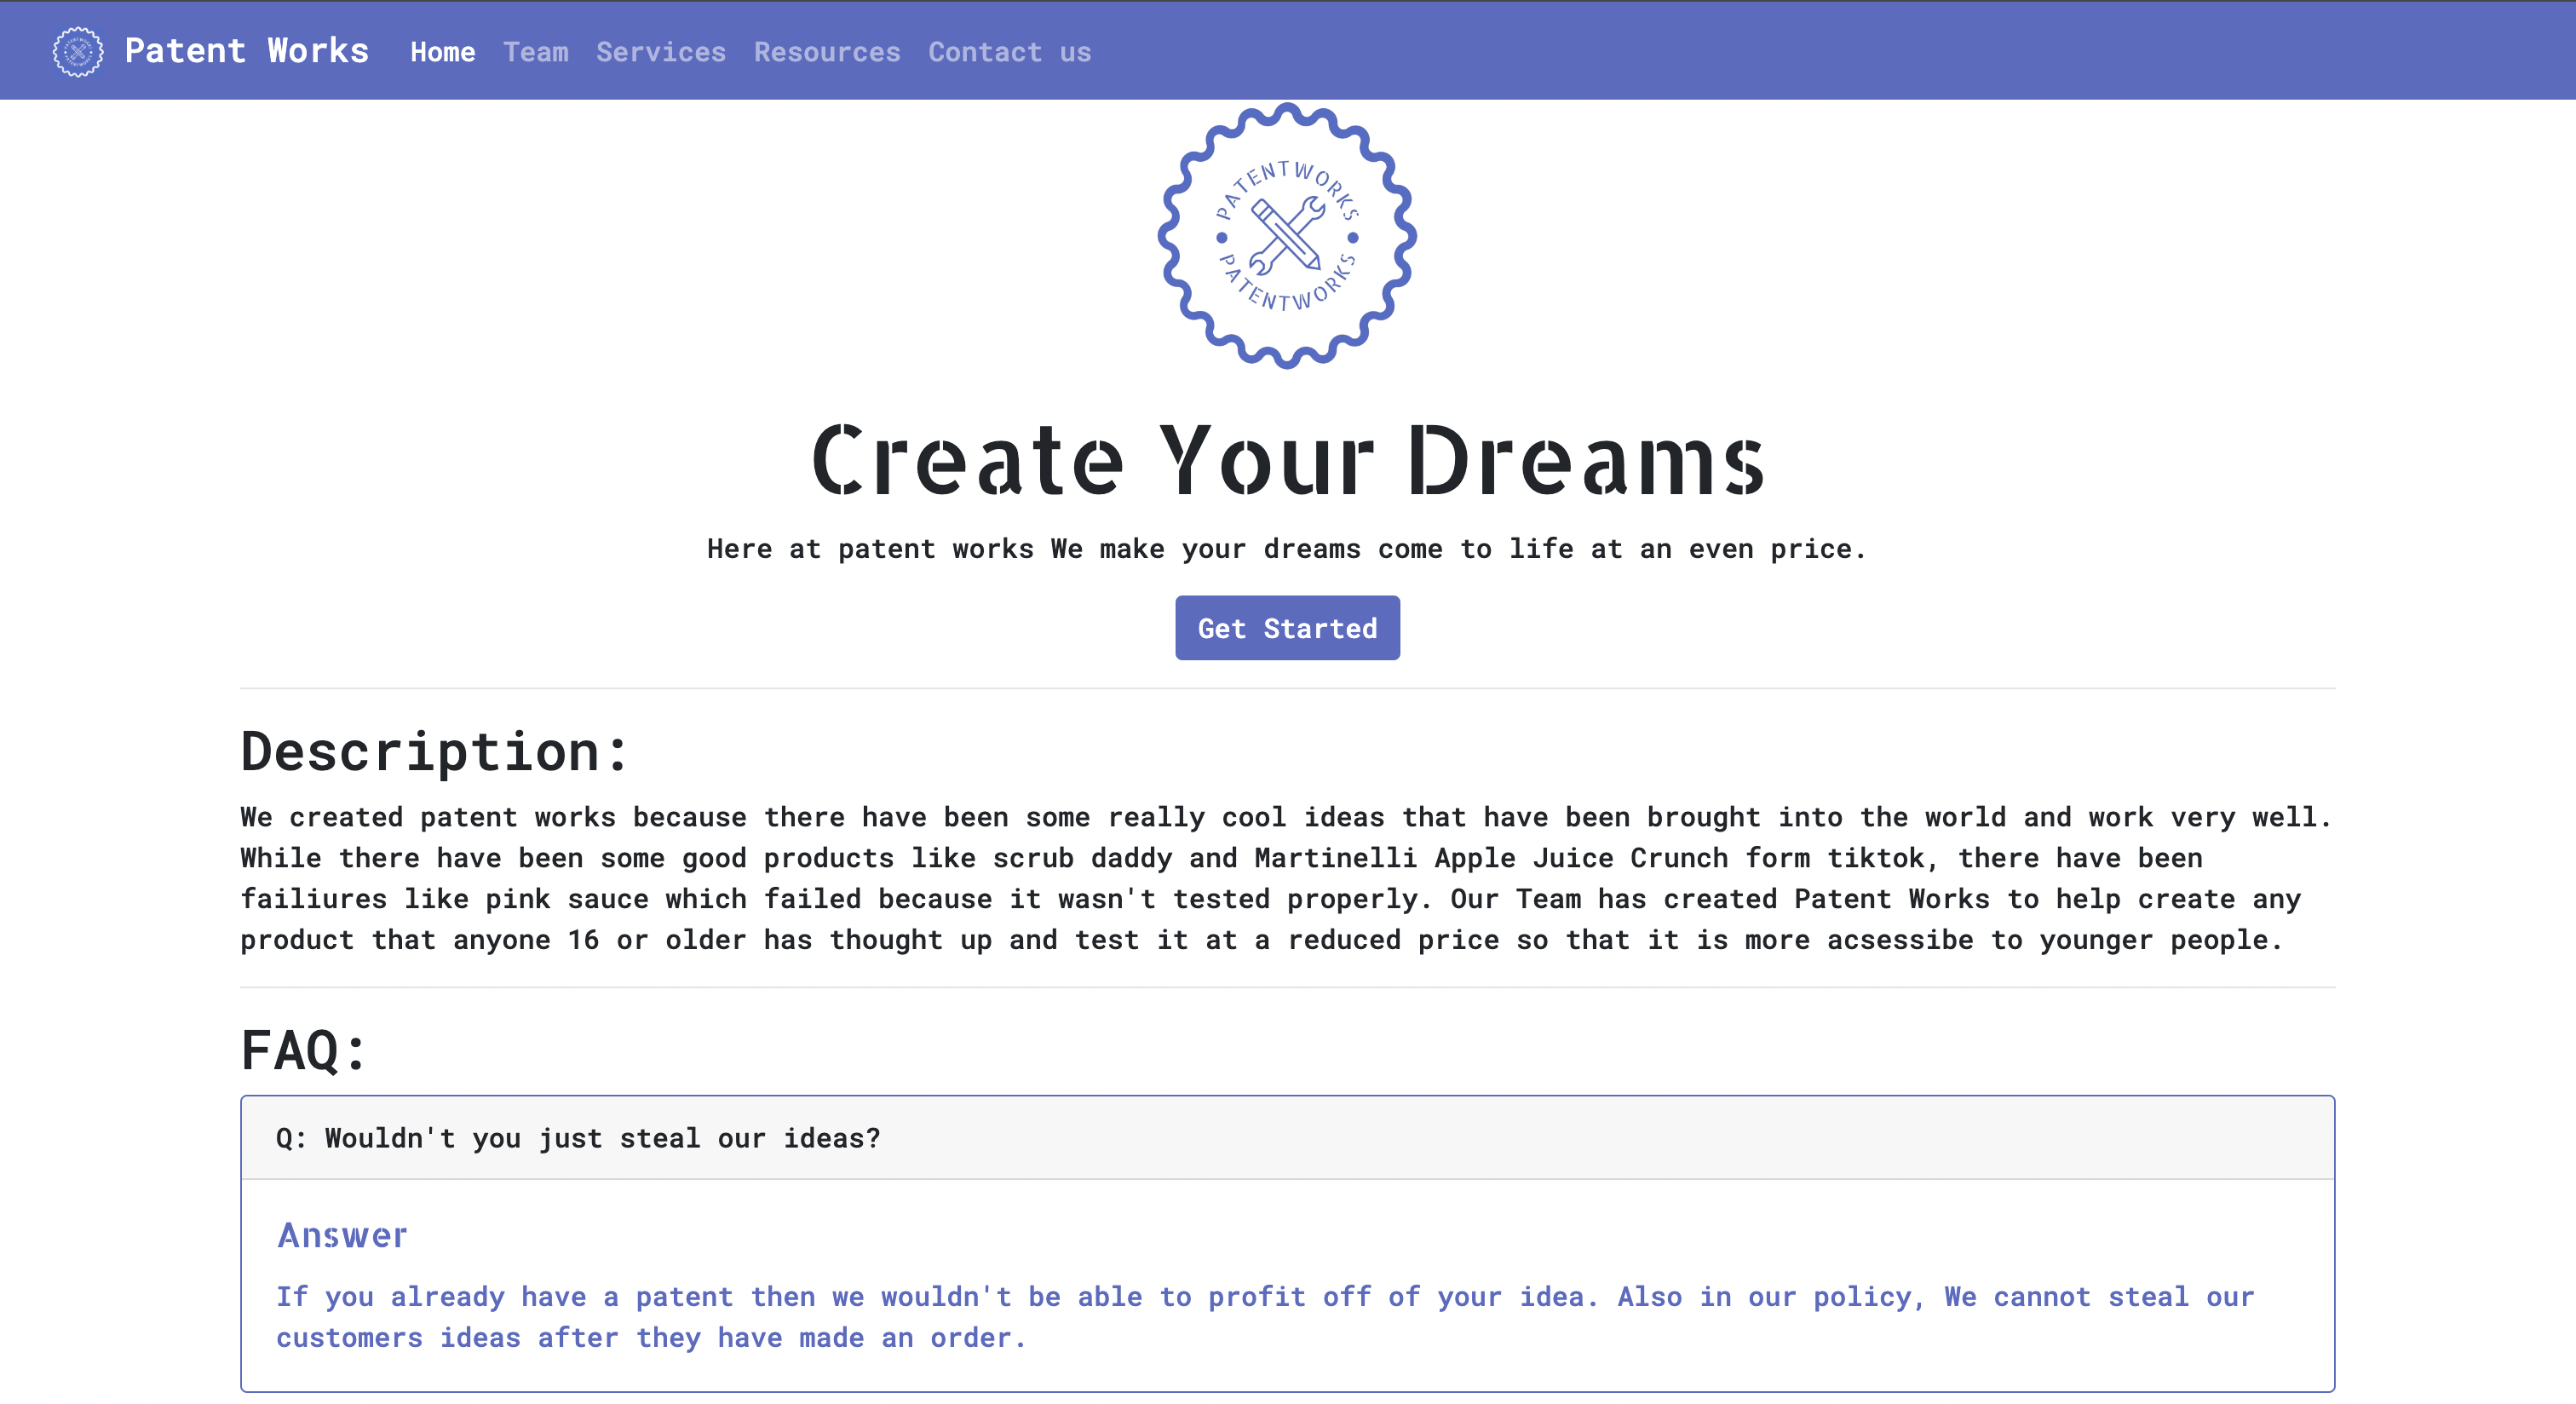 Patent Works Home Team Services Resources Contact us
PATENTWORKS
PATENTWORKS
Create Your Dreams
Here at patent works We make your dreams come to life at an even price.
Get Started
Description:
We created patent works because there have been some really cool ideas that have been brought into the world and work very well.
While there have been some good products like scrub daddy and Martinelli Apple Juice Crunch form tiktok, there have been
failiures like pink sauce which failed because it wasn't tested properly. Our Team has created Patent Works to help create any
product that anyone 16 or older has thought up and test it at a reduced price so that it is more acsessibe to younger people.
FAQ:
Q: Wouldn't you just steal our ideas?
Answer
If you already have a patent then we wouldn't be able to profit off of your idea. Also in our policy, We cannot steal our
customers ideas after they have made an order.